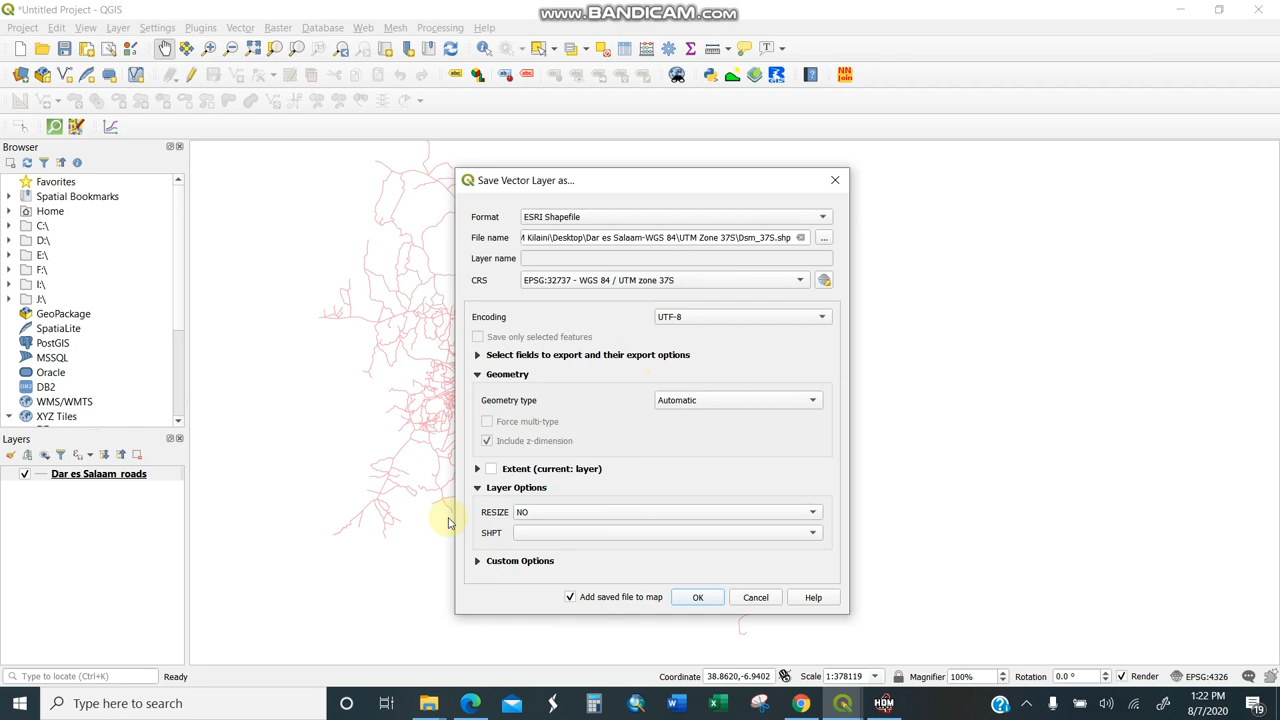 *Untitled Project - QGIS
www.BANDICAM.com
Project Edit View Layer Settings Plugins Vector Raster Database Web Mesh Processing Help
Browser
Favorites
Spatial Bookmarks
Home
C:\
D:\
E:\
F:\
I:\
J:\
GeoPackage
SpatiaLite
PostGIS
MSSQL
Oracle
DB2
WMS/WMTS
XYZ Tiles
Layers
Dar es Salaam_roads
Save Vector Layer as...
Format ESRI Shapefile
File name M Kilaini\Desktop\Dar es Salaam-WGS 84\UTM Zone 37S\Dsm_37S.shp ...
Layer name
CRS EPSG:32737 - WGS 84 / UTM zone 37S
Encoding UTF-8
Save only selected features
Select fields to export and their export options
Geometry
Geometry type Automatic
Force multi-type
Include z-dimension
Extent (current: layer)
Layer Options
RESIZE NO
SHPT
Custom Options
Add saved file to map OK Cancel Help
Type to locate (Ctrl+K) Ready Coordinate 38.8620,-6.9402 Scale 1:378119 Magnifier 100% Rotation 0.0 ° Render EPSG:4326
Type here to search
1:22 PM
8/7/2020
19